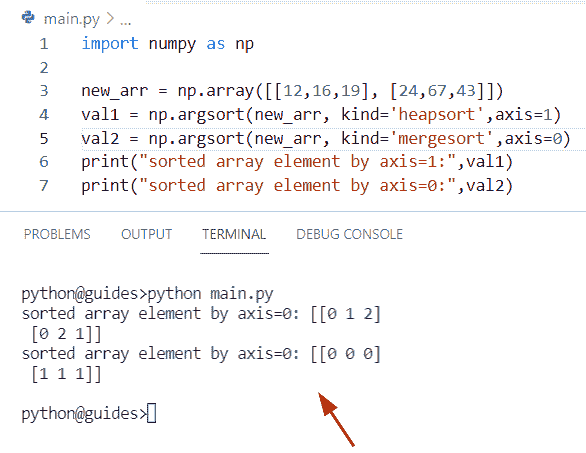 main.py > ...
1 import numpy as np
2
3 new_arr = np.array([[12,16,19], [24,67,43]])
4 val1 = np.argsort(new_arr, kind='heapsort',axis=1)
5 val2 = np.argsort(new_arr, kind='mergesort',axis=0)
6 print("sorted array element by axis=1:",val1)
7 print("sorted array element by axis=0:",val2)
PROBLEMS OUTPUT TERMINAL DEBUG CONSOLE
python@guides>python main.py
sorted array element by axis=0: [[0 1 2]
[0 2 1]]
sorted array element by axis=0: [[0 0 0]
[1 1 1]]
python@guides>